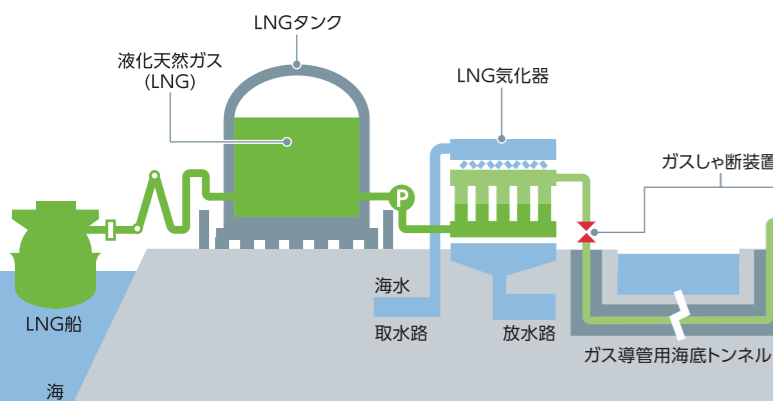 LNGタンク
液化天然ガス
(LNG)
LNG気化器
ガスしゃ断装置
P
海水
取水路
放水路
LNG船
ガス導管用海底トンネル
海